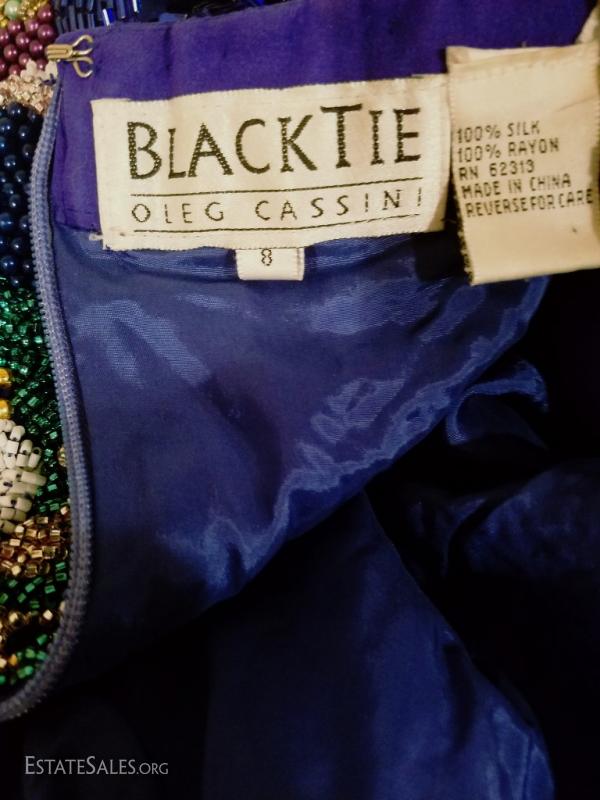 BLACKTIE
OLEG CASSINI
8
100% SILK
100% RAYON
RN 62313
MADE IN CHINA
REVERSE FOR CARE
ESTATESALES.ORG